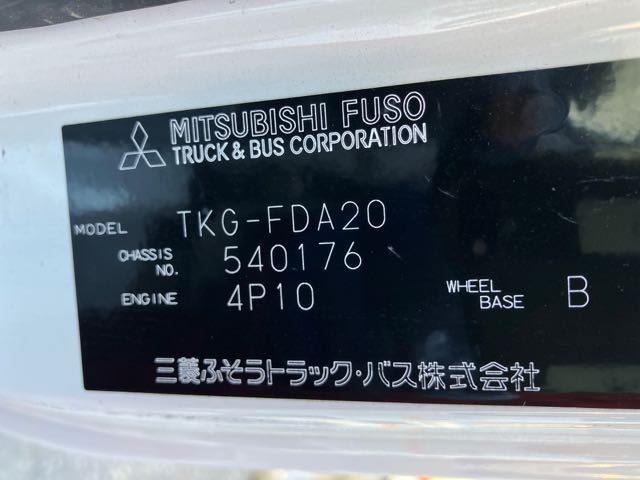 MITSUBISHI FUSO
TRUCK & BUS CORPORATION
MODEL TKG-FDA20
CHASSIS NO. 540176
ENGINE 4P10 WHEEL BASE B
三菱ふそうトラック・バス株式会社